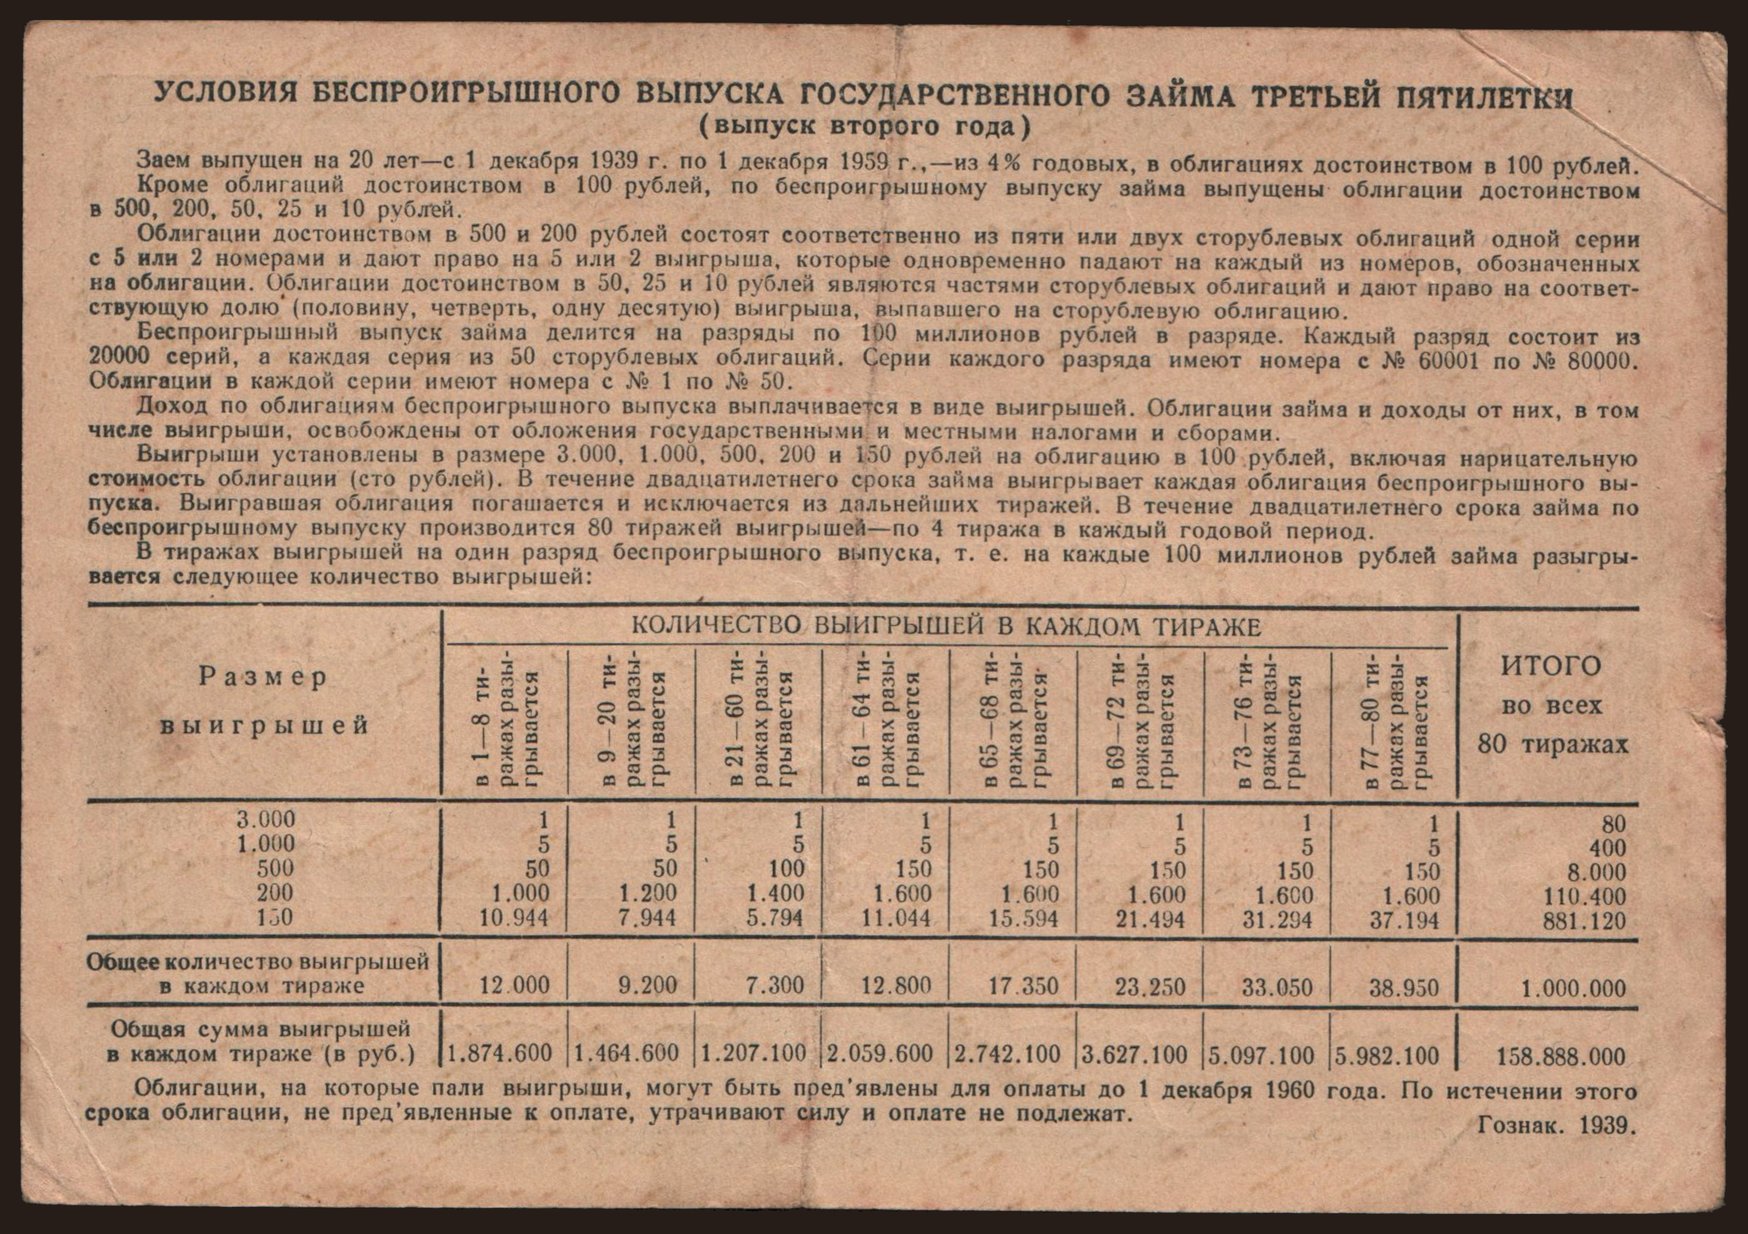 УСЛОВИЯ БЕСПРОИГРЫШНОГО ВЫПУСКА ГОСУДАРСТВЕННОГО ЗАЙМА ТРЕТЬЕЙ ПЯТИЛЕТКИ
(выпуск второго года)
Заем выпущен на 20 лет—с 1 декабря 1939 г. по 1 декабря 1959 г.,—из 4% годовых, в облигациях достоинством в 100 рублей.
Кроме облигаций достоинством в 100 рублей, по беспроигрышному выпуску займа выпущены облигации достоинством
в 500, 200, 50, 25 и 10 рублей.
Облигации достоинством в 500 и 200 рублей состоят соответственно из пяти или двух сторублевых облигаций одной серии
с 5 или 2 номерами и дают право на 5 или 2 выигрыша, которые одновременно падают на каждый из номеров, обозначенных
на облигации. Облигации достоинством в 50, 25 и 10 рублей являются частями сторублевых облигаций и дают право на соответ-
ствующую долю (половину, четверть, одну десятую) выигрыша, выпавшего на сторублевую облигацию.
Беспроигрышный выпуск займа делится на разряды по 100 миллионов рублей в разряде. Каждый разряд состоит из
20000 серий, а каждая серия из 50 сторублевых облигаций. Серии каждого разряда имеют номера с № 60001 по № 80000.
Облигации в каждой серии имеют номера с № 1 по № 50.
Доход по облигациям беспроигрышного выпуска выплачивается в виде выигрышей. Облигации займа и доходы от них, в том
числе выигрыши, освобождены от обложения государственными и местными налогами и сборами.
Выигрыши установлены в размере 3.000, 1.000, 500, 200 и 150 рублей на облигацию в 100 рублей, включая нарицательную
стоимость облигации (сто рублей). В течение двадцатилетнего срока займа выигрывает каждая облигация беспроигрышного вы-
пуска. Выигравшая облигация погашается и исключается из дальнейших тиражей. В течение двадцатилетнего срока займа по
беспроигрышному выпуску производится 80 тиражей выигрышей—по 4 тиража в каждый годовой период.
В тиражах выигрышей на один разряд беспроигрышного выпуска, т. е. на каждые 100 миллионов рублей займа разыгры-
вается следующее количество выигрышей:
Размер
выигрышей
КОЛИЧЕСТВО ВЫИГРЫШЕЙ В КАЖДОМ ТИРАЖЕ
в 1—8 ти-
ражах разы-
грывается
в 9—20 ти-
ражах разы-
грывается
в 21—60 ти-
ражах разы-
грывается
в 61—64 ти-
ражах разы-
грывается
в 65—68 ти-
ражах разы-
грывается
в 69—72 ти-
ражах разы-
грывается
в 73—76 ти-
ражах разы-
грывается
в 77—80 ти-
ражах разы-
грывается
ИТОГО
во всех
80 тиражах
3.000 1 1 1 1 1 1 1 1 80
1.000 5 5 5 5 5 5 5 5 400
500 50 50 100 150 150 150 150 150 8.000
200 1.000 1.200 1.400 1.600 1.600 1.600 1.600 1.600 110.400
150 10.944 7.944 5.794 11.044 15.594 21.494 31.294 37.194 881.120
Общее количество выигрышей
в каждом тираже 12.000 9.200 7.300 12.800 17.350 23.250 33.050 38.950 1.000.000
Общая сумма выигрышей
в каждом тираже (в руб.) 1.874.600 1.464.600 1.207.100 2.059.600 2.742.100 3.627.100 5.097.100 5.982.100 158.888.000
Облигации, на которые пали выигрыши, могут быть пред'явлены для оплаты до 1 декабря 1960 года. По истечении этого
срока облигации, не пред'явленные к оплате, утрачивают силу и оплате не подлежат.
Гознак. 1939.